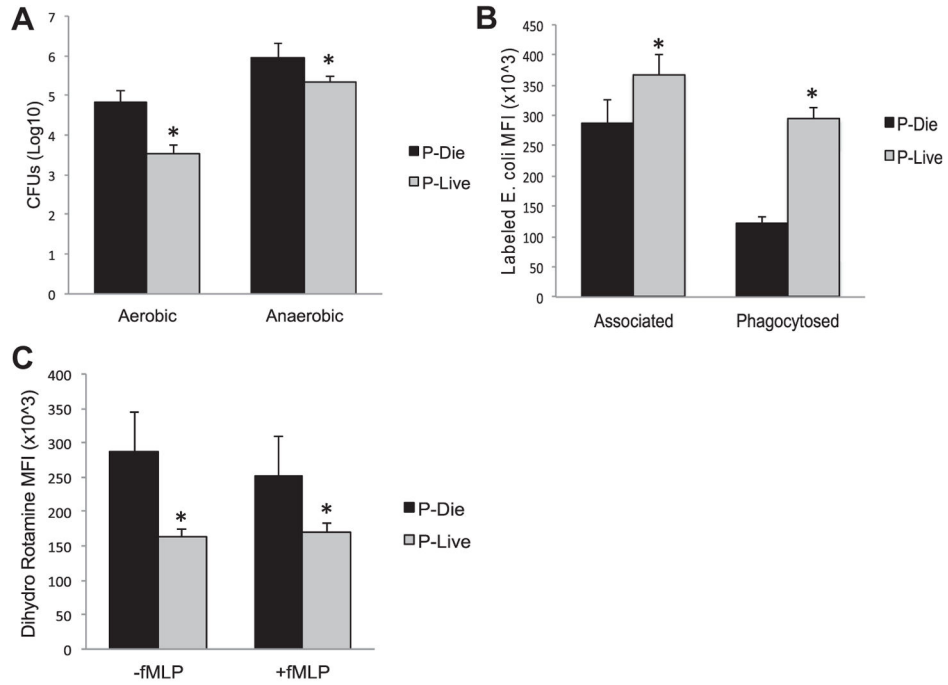 A
7
6
5
4
3
2
1
0
CFUs (Log10)
*
*
Aerobic
Anaerobic
P-Die
P-Live
B
450
400
350
300
250
200
150
100
50
0
Labeled E. coli MFI (x10^3)
*
*
Associated
Phagocytosed
P-Die
P-Live
C
400
350
300
250
200
150
100
50
0
Dihydro Rotamine MFI (x10^3)
*
*
-fMLP
+fMLP
P-Die
P-Live